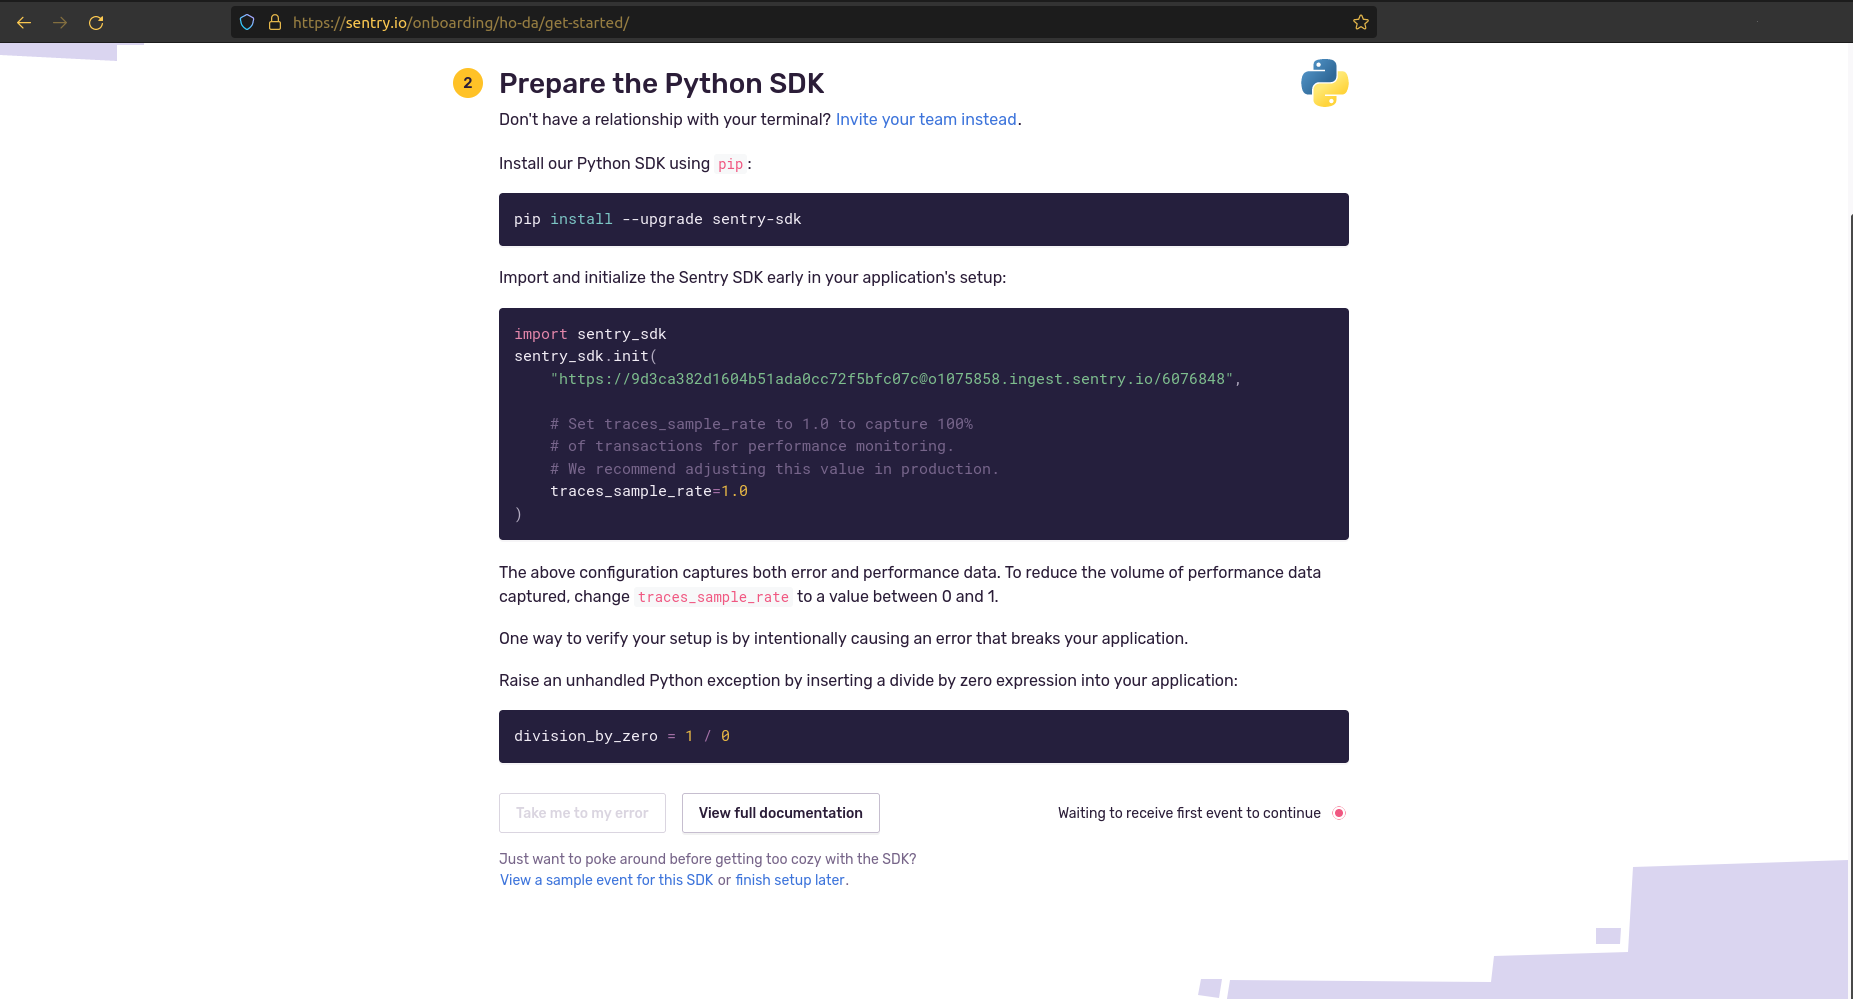 https://sentry.io/onboarding/ho-da/get-started/
2
Prepare the Python SDK
Don't have a relationship with your terminal? Invite your team instead.
Install our Python SDK using pip:
pip install --upgrade sentry-sdk
Import and initialize the Sentry SDK early in your application's setup:
import sentry_sdk
sentry_sdk.init(
    "https://9d3ca382d1604b51ada0cc72f5bfc07c@o1075858.ingest.sentry.io/6076848",
    # Set traces_sample_rate to 1.0 to capture 100%
    # of transactions for performance monitoring.
    # We recommend adjusting this value in production.
    traces_sample_rate=1.0
)
The above configuration captures both error and performance data. To reduce the volume of performance data
captured, change traces_sample_rate to a value between 0 and 1.
One way to verify your setup is by intentionally causing an error that breaks your application.
Raise an unhandled Python exception by inserting a divide by zero expression into your application:
division_by_zero = 1 / 0
Take me to my error
View full documentation
Waiting to receive first event to continue
Just want to poke around before getting too cozy with the SDK?
View a sample event for this SDK or finish setup later.